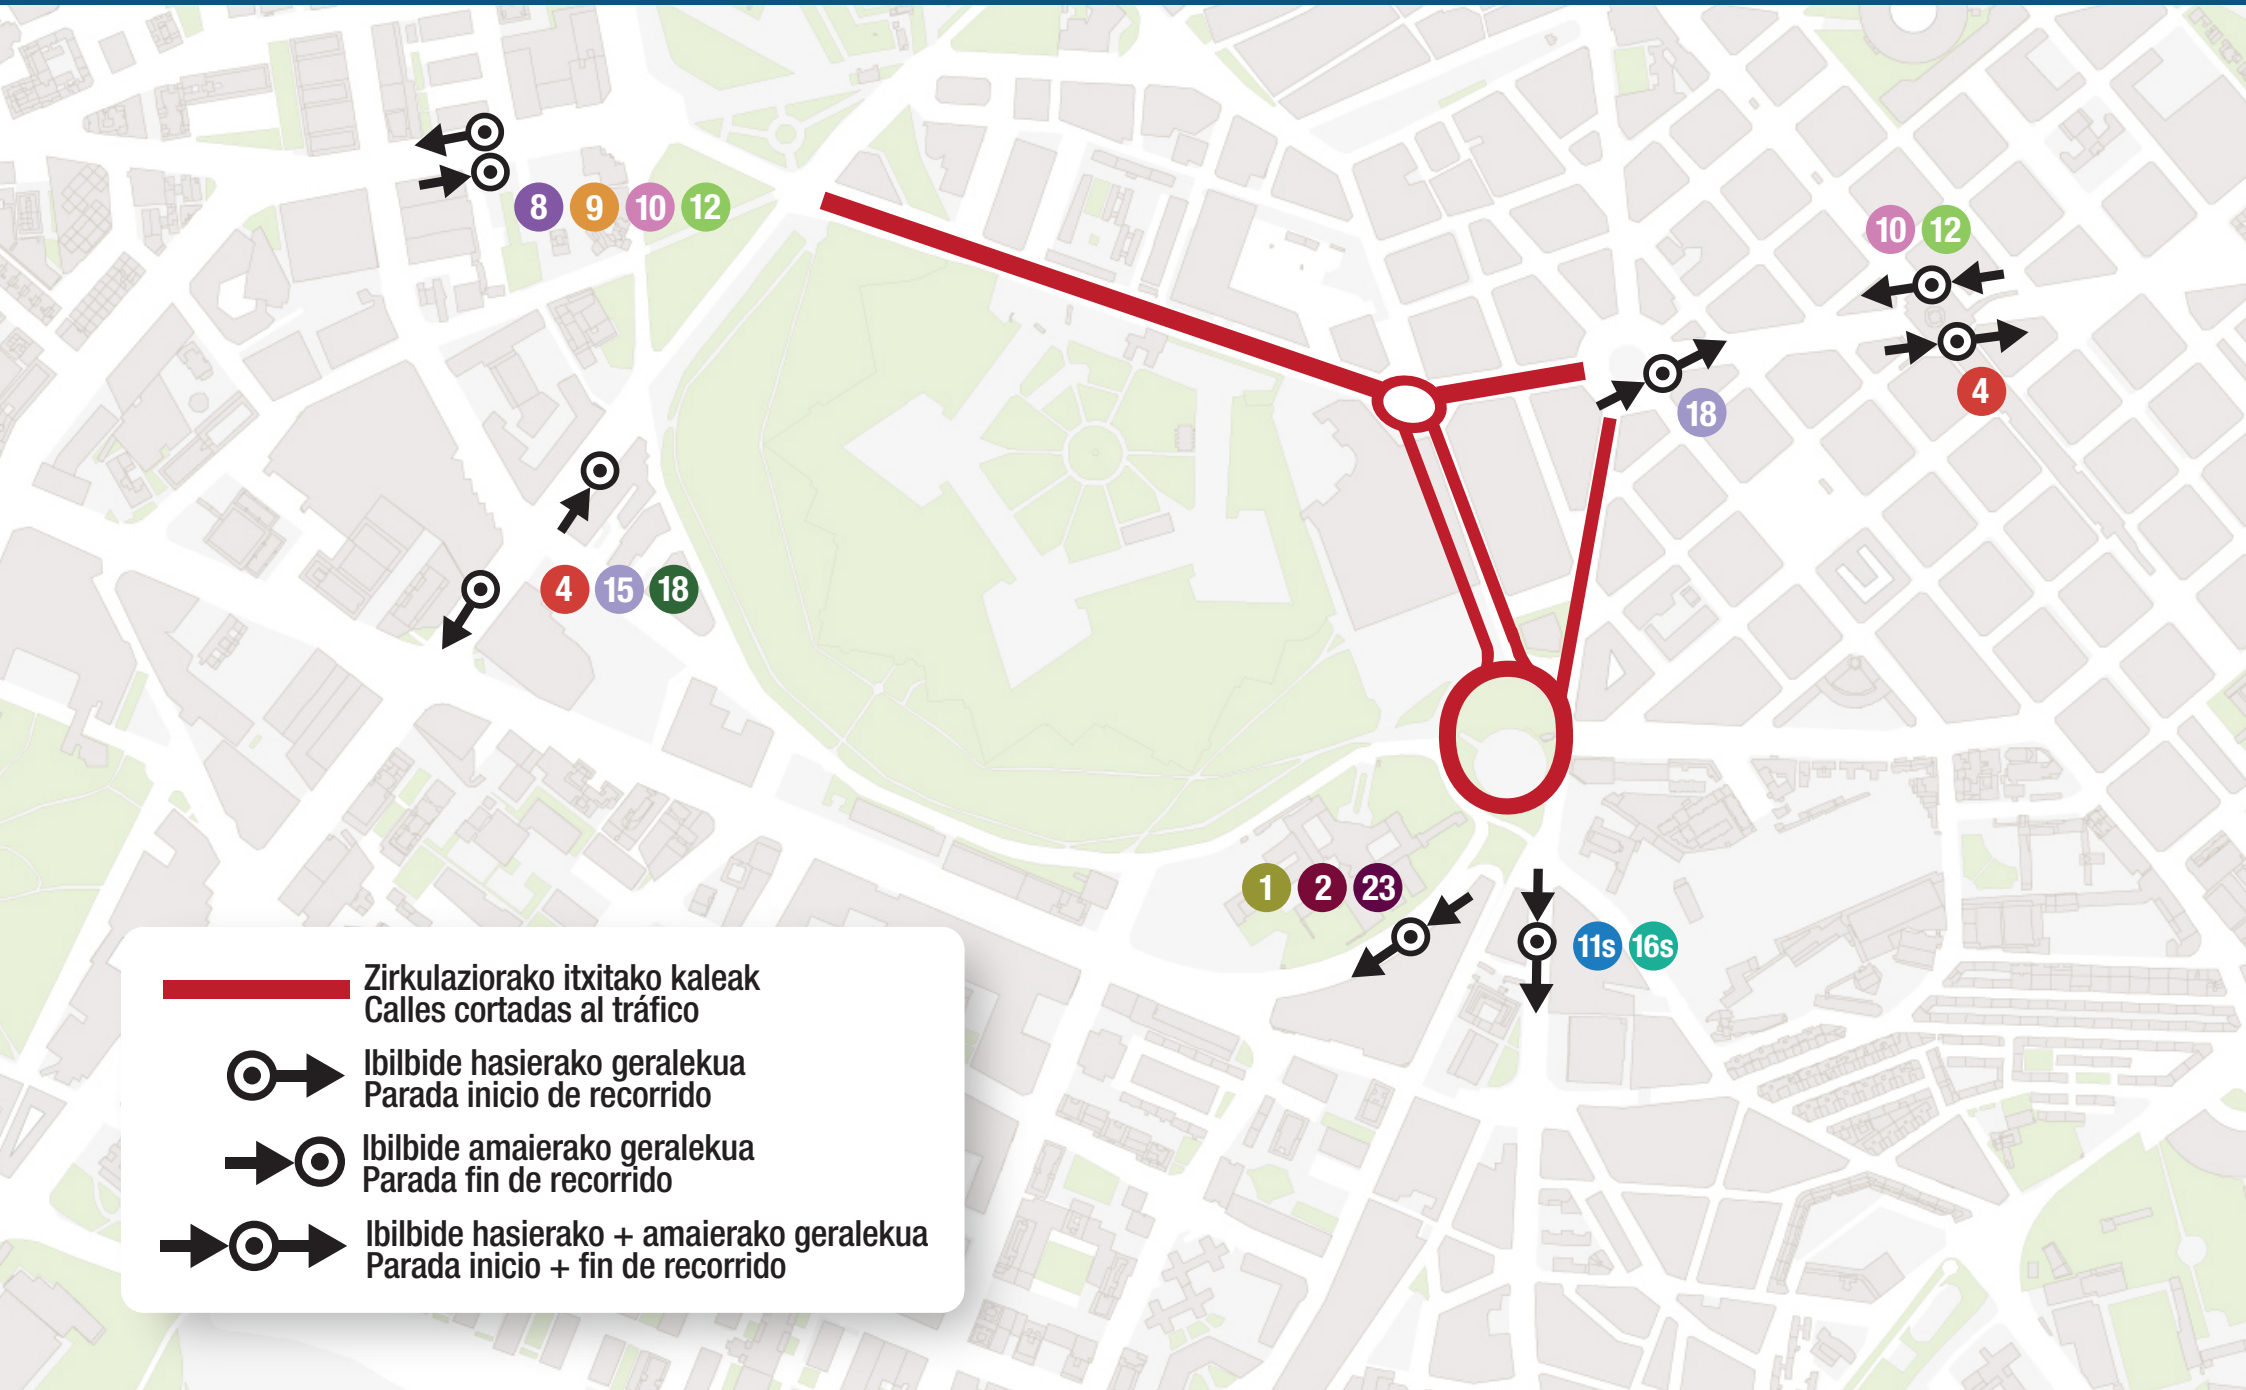 8 9 10 12
10 12
4
18
4 15 18
1 2 23
11s 16s
Zirkulaziorako itxitako kaleak
Calles cortadas al tráfico
Ibilbide hasierako geralekua
Parada inicio de recorrido
Ibilbide amaierako geralekua
Parada fin de recorrido
Ibilbide hasierako + amaierako geralekua
Parada inicio + fin de recorrido